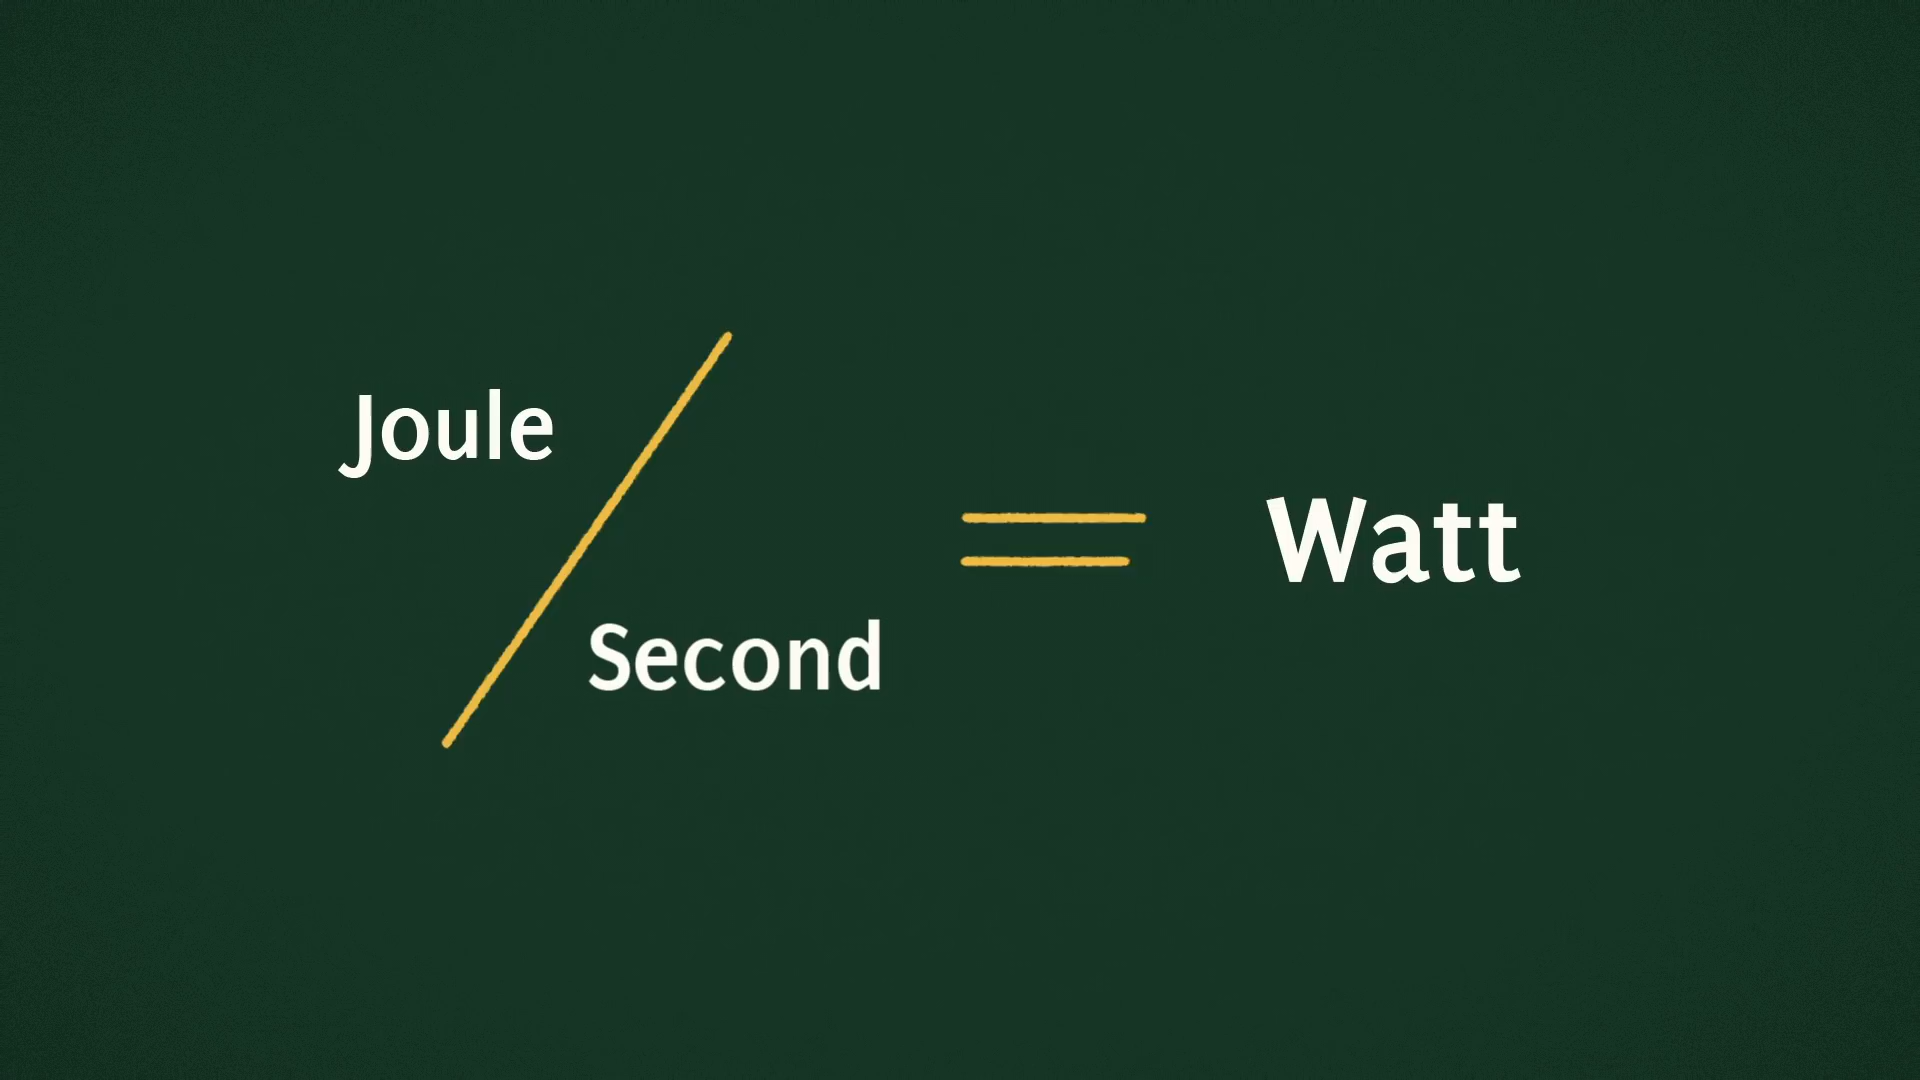 Joule
/
Second
=
Watt